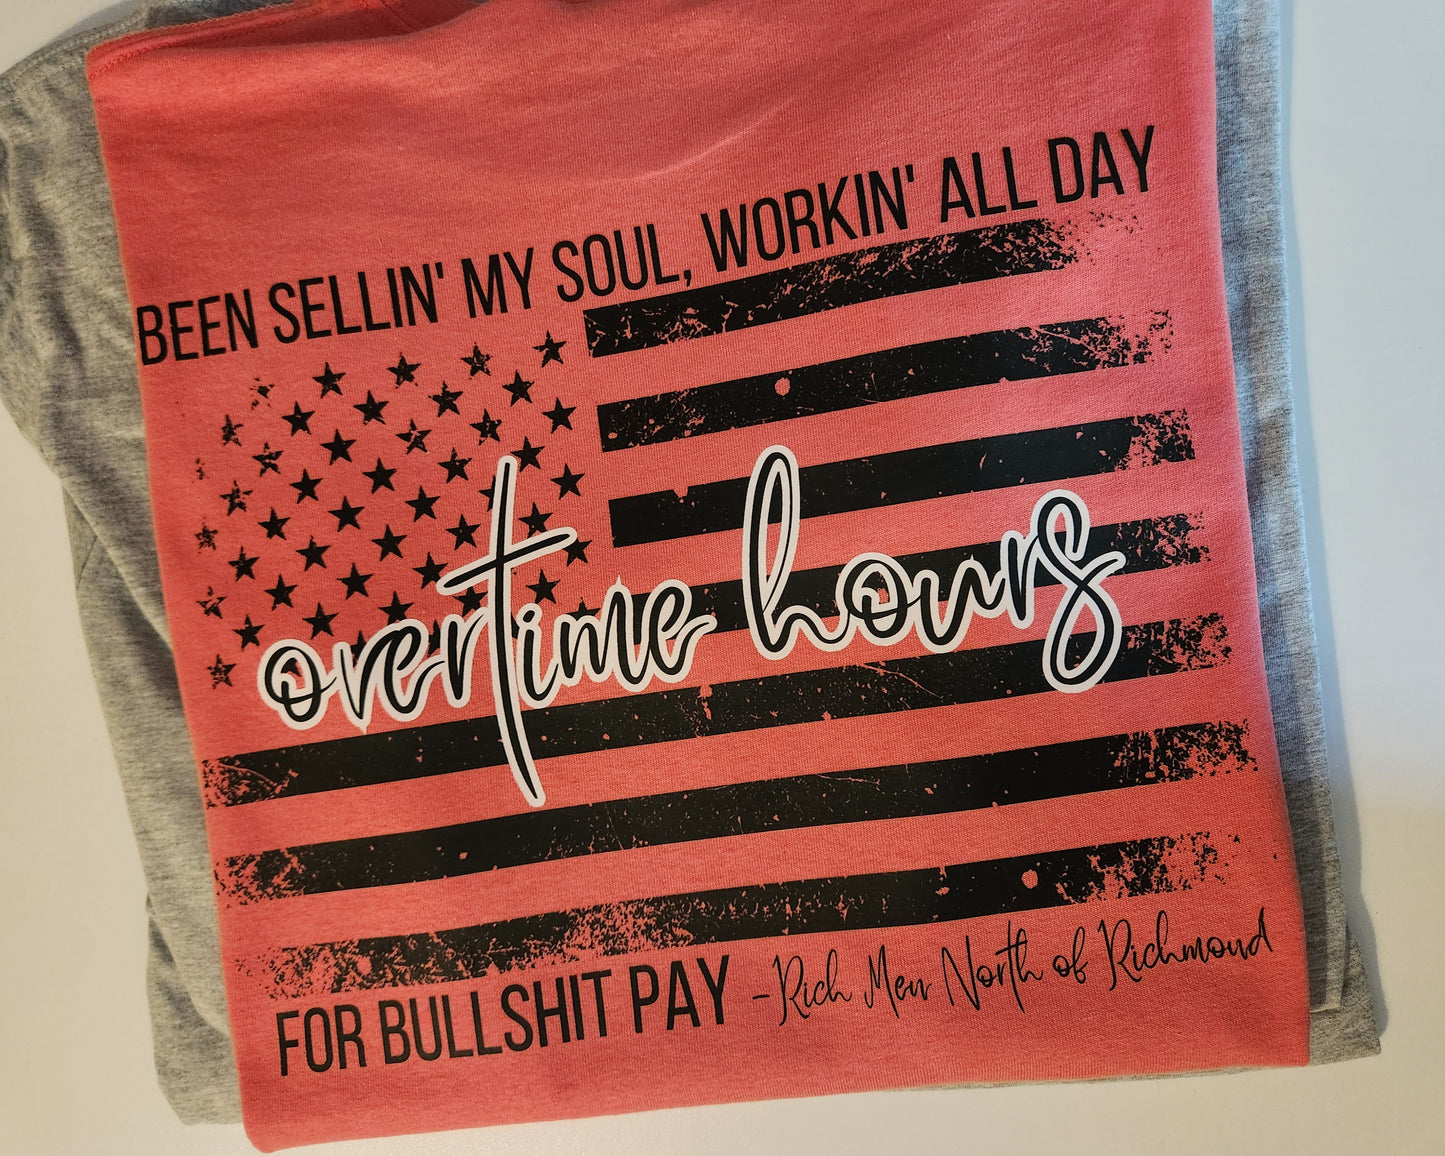 BEEN SELLIN' MY SOUL, WORKIN' ALL DAY
overtime hours
FOR BULLSHIT PAY -Rich Men North of Richmond